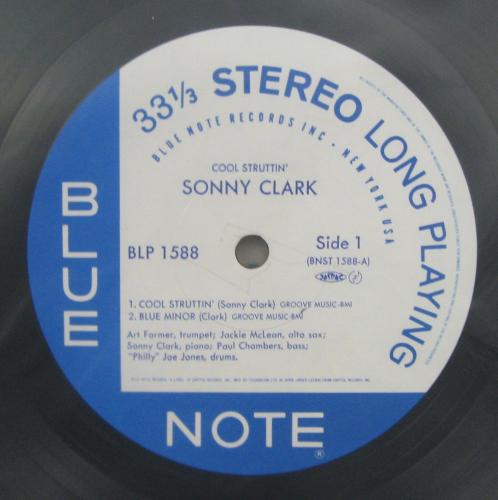 33⅓ STEREO LONG PLAYING
BLUE NOTE RECORDS INC · NEW YORK USA
COOL STRUTTIN'
SONNY CLARK
BLP 1588
Side 1
(BNST 1588-A)
1. COOL STRUTTIN' (Sonny Clark) GROOVE MUSIC-BMI
2. BLUE MINOR (Clark) GROOVE MUSIC-BMI
Art Farmer, trumpet; Jackie McLean, alto sax;
Sonny Clark, piano; Paul Chambers, bass;
"Philly" Joe Jones, drums.
BLUE
NOTE
®